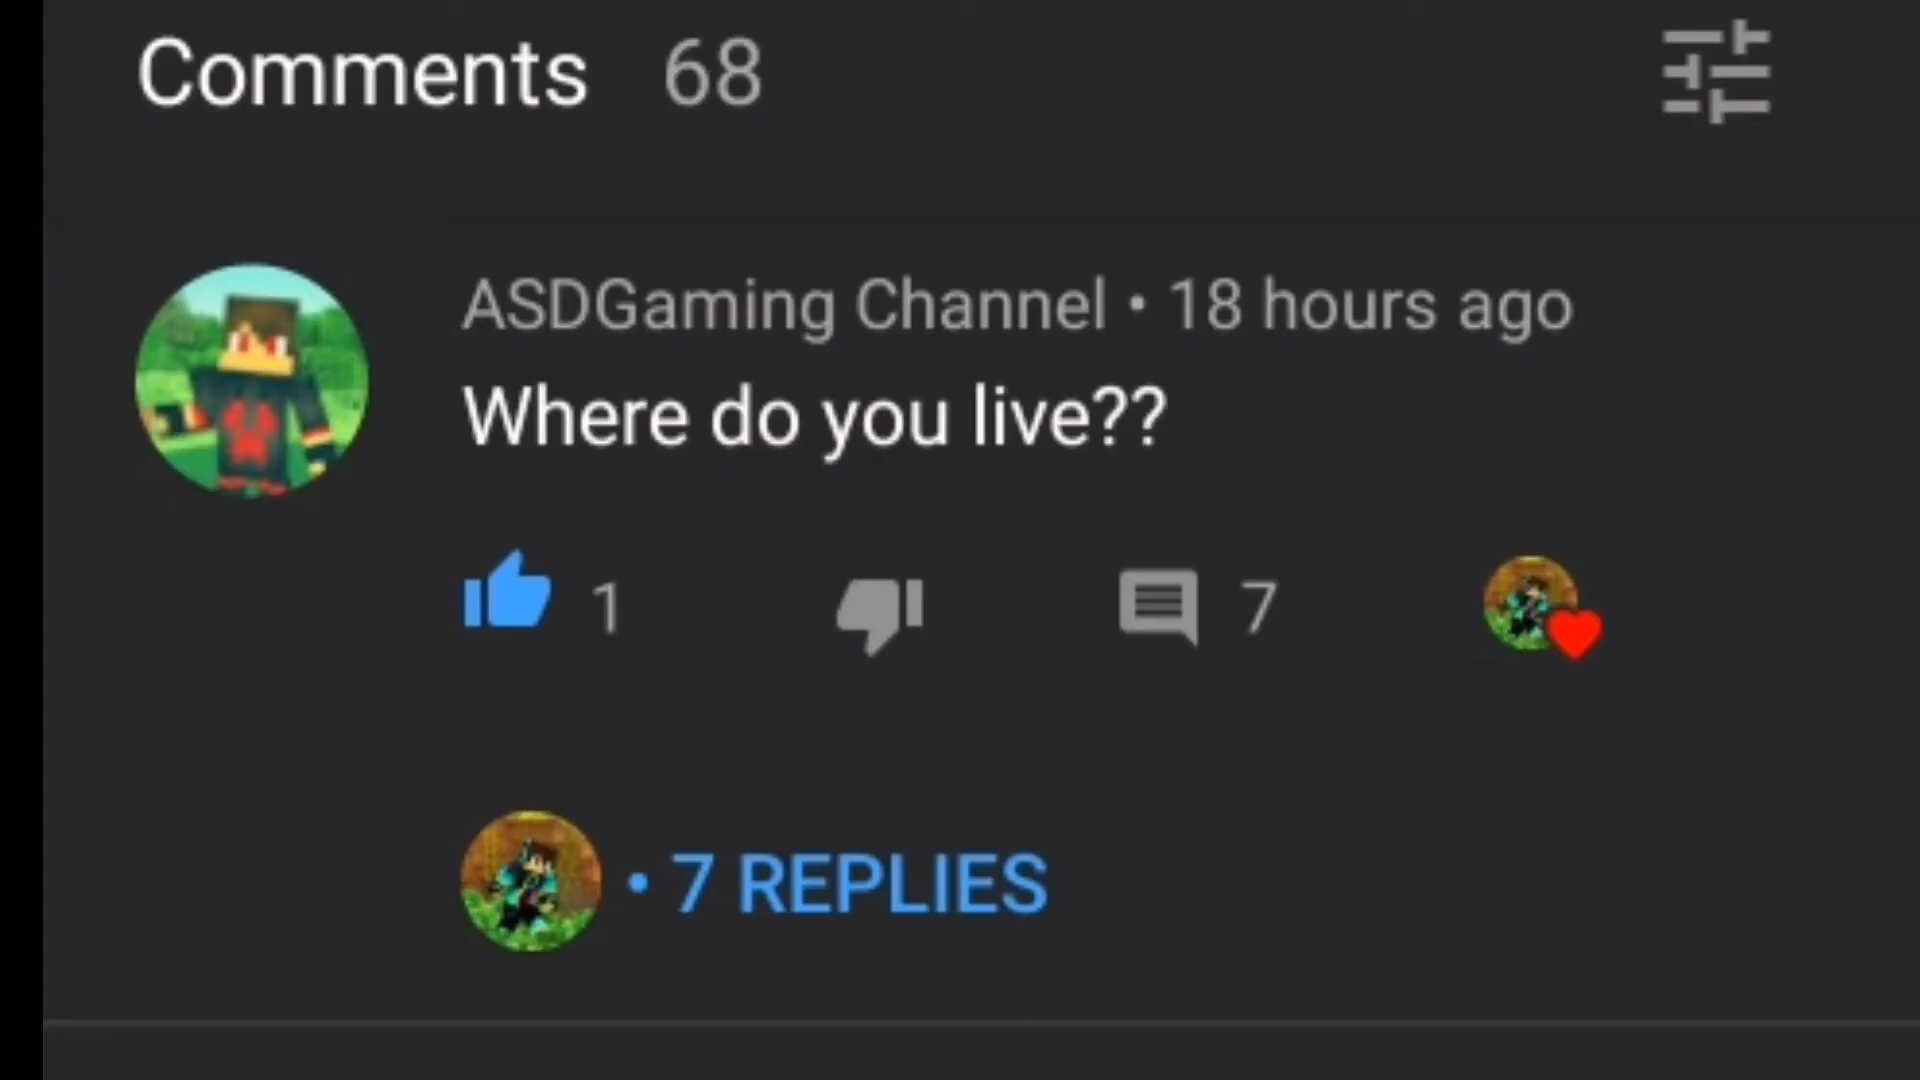 Comments 68
ASDGaming Channel • 18 hours ago
Where do you live??
1 7
• 7 REPLIES